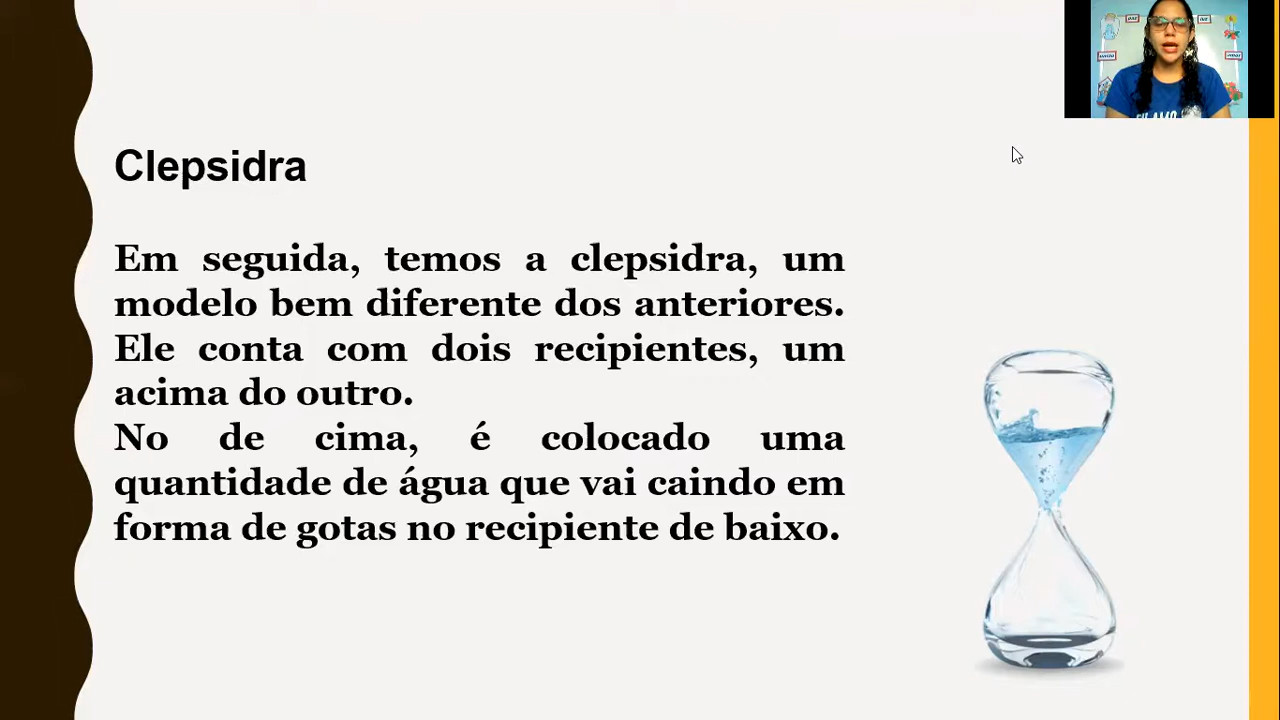 Clepsidra
Em seguida, temos a clepsidra, um
modelo bem diferente dos anteriores.
Ele conta com dois recipientes, um
acima do outro.
No de cima, é colocado uma
quantidade de água que vai caindo em
forma de gotas no recipiente de baixo.